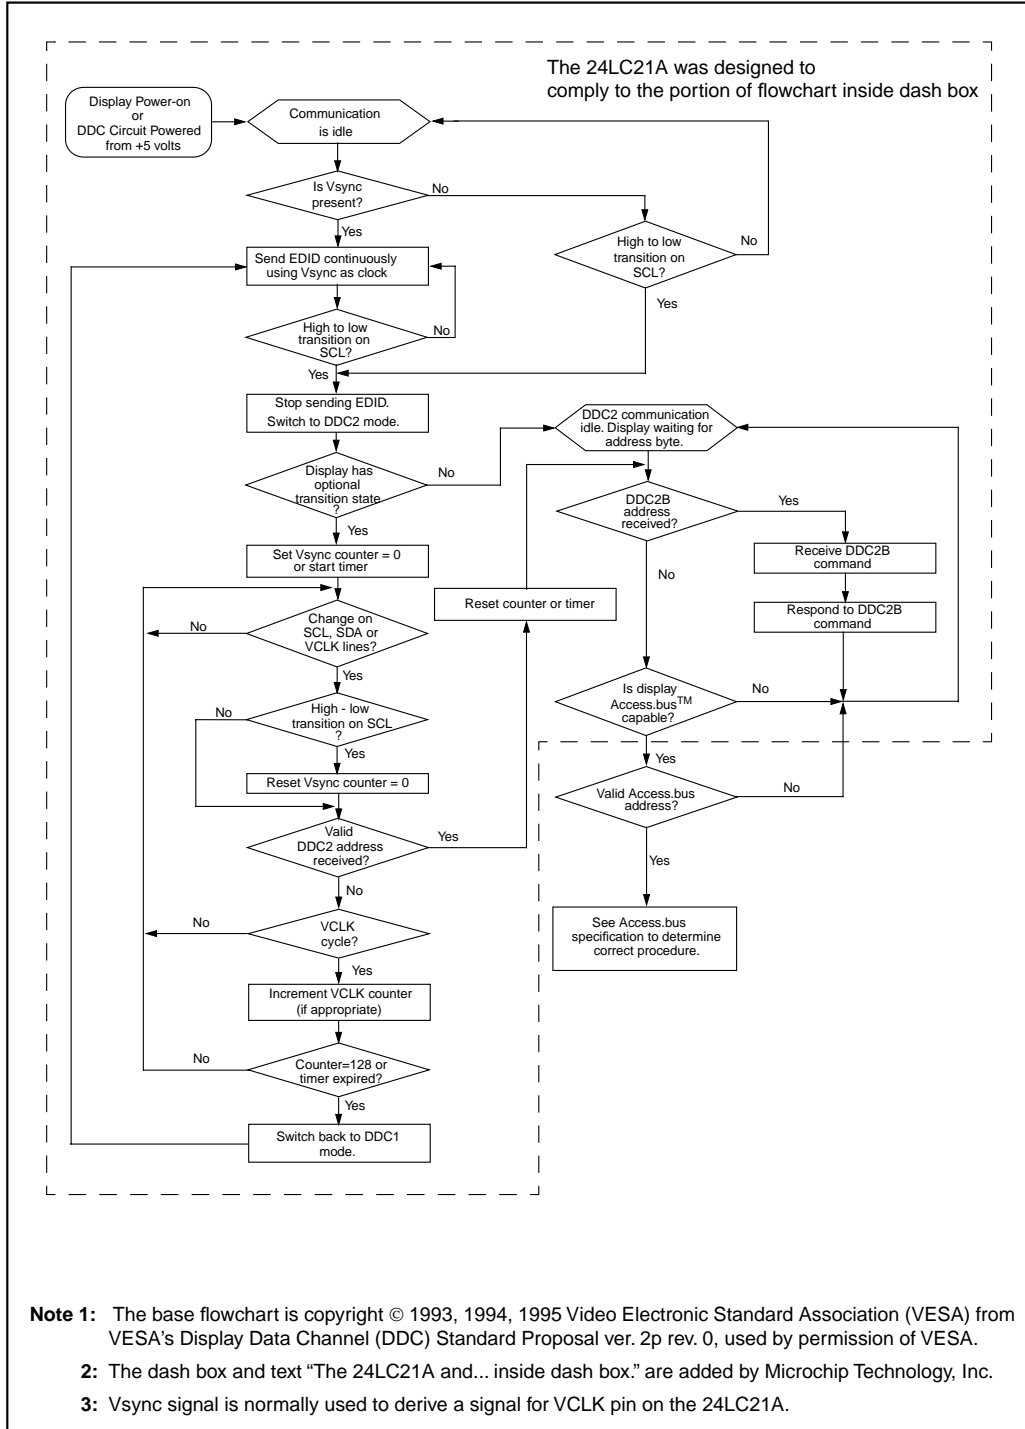 The 24LC21A was designed to
comply to the portion of flowchart inside dash box
Display Power-on
or
DDC Circuit Powered
from +5 volts
Communication
is idle
Is Vsync
present?
No
Yes
High to low
transition on
SCL?
No
Yes
Send EDID continuously
using Vsync as clock
High to low
transition on
SCL?
No
Yes
Stop sending EDID.
Switch to DDC2 mode.
DDC2 communication
idle. Display waiting for
address byte.
Display has
optional
transition state
?
No
Yes
DDC2B
address
received?
Yes
No
Set Vsync counter = 0
or start timer
Receive DDC2B
command
Reset counter or timer
Respond to DDC2B
command
Change on
SCL, SDA or
VCLK lines?
No
Yes
Is display
Access.bus™
capable?
No
Yes
High - low
transition on SCL
?
No
Yes
Reset Vsync counter = 0
Valid Access.bus
address?
No
Yes
Valid
DDC2 address
received?
Yes
No
See Access.bus
specification to determine
correct procedure.
VCLK
cycle?
No
Yes
Increment VCLK counter
(if appropriate)
Counter=128 or
timer expired?
No
Yes
Switch back to DDC1
mode.
Note 1: The base flowchart is copyright © 1993, 1994, 1995 Video Electronic Standard Association (VESA) from
VESA's Display Data Channel (DDC) Standard Proposal ver. 2p rev. 0, used by permission of VESA.
2: The dash box and text “The 24LC21A and... inside dash box.” are added by Microchip Technology, Inc.
3: Vsync signal is normally used to derive a signal for VCLK pin on the 24LC21A.